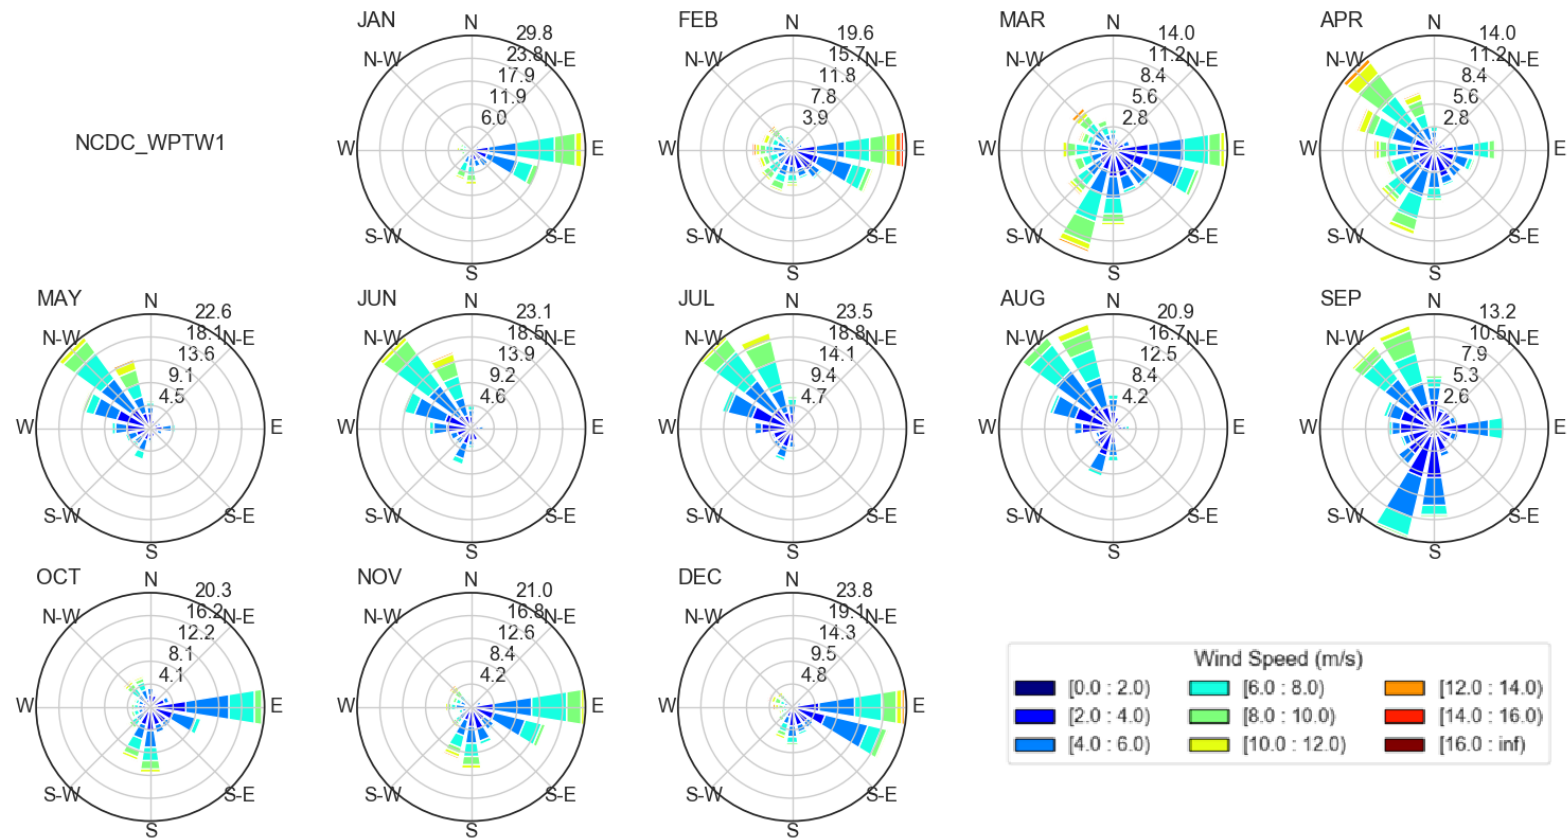 NCDC_WPTW1
JAN
N
29.8
23.8
17.9
11.9
6.0
N-W
N-E
W
E
S-W
S-E
S
FEB
N
19.6
15.7
11.8
7.8
3.9
N-W
N-E
W
E
S-W
S-E
S
MAR
N
14.0
11.2
8.4
5.6
2.8
N-W
N-E
W
E
S-W
S-E
S
APR
N
14.0
11.2
8.4
5.6
2.8
N-W
N-E
W
E
S-W
S-E
S
MAY
N
22.6
18.1
13.6
9.1
4.5
N-W
N-E
W
E
S-W
S-E
S
JUN
N
23.1
18.5
13.9
9.2
4.6
N-W
N-E
W
E
S-W
S-E
S
JUL
N
23.5
18.8
14.1
9.4
4.7
N-W
N-E
W
E
S-W
S-E
S
AUG
N
20.9
16.7
12.5
8.4
4.2
N-W
N-E
W
E
S-W
S-E
S
SEP
N
13.2
10.5
7.9
5.3
2.6
N-W
N-E
W
E
S-W
S-E
S
OCT
N
20.3
16.2
12.2
8.1
4.1
N-W
N-E
W
E
S-W
S-E
S
NOV
N
21.0
16.8
12.6
8.4
4.2
N-W
N-E
W
E
S-W
S-E
S
DEC
N
23.8
19.1
14.3
9.5
4.8
N-W
N-E
W
E
S-W
S-E
S
Wind Speed (m/s)
[0.0 : 2.0)
[2.0 : 4.0)
[4.0 : 6.0)
[6.0 : 8.0)
[8.0 : 10.0)
[10.0 : 12.0)
[12.0 : 14.0)
[14.0 : 16.0)
[16.0 : inf)